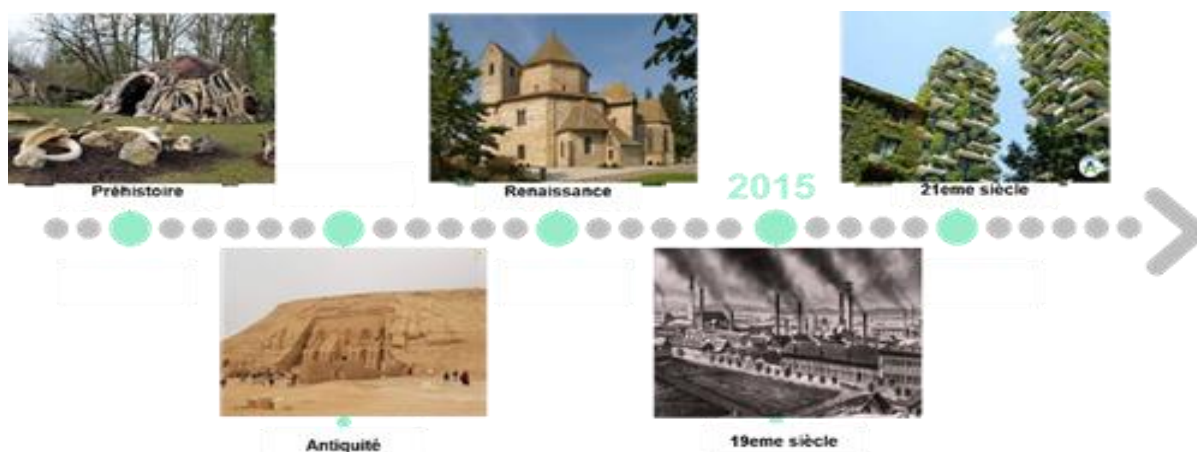 Préhistoire
Renaissance
2015
21eme siècle
Antiquité
19eme siècle